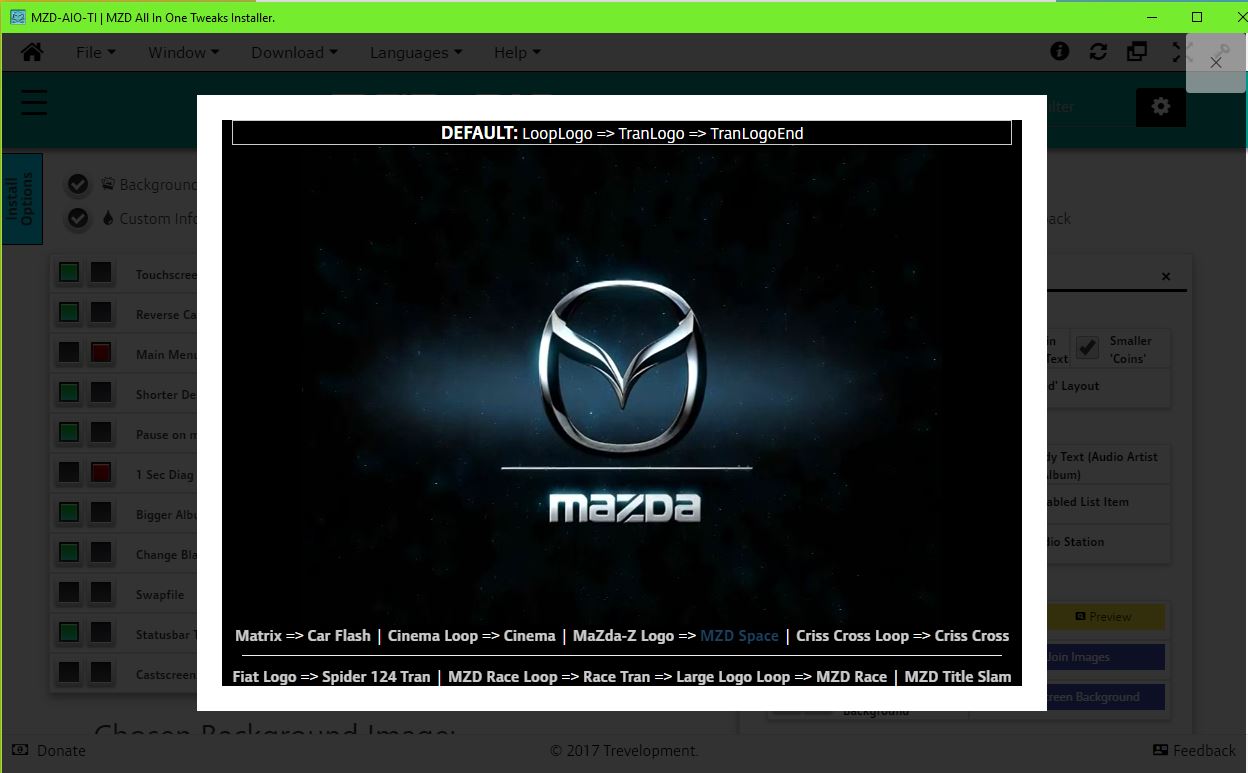 MZD-AIO-TI | MZD All In One Tweaks Installer.
File Window Download Languages Help
DEFAULT: LoopLogo => TranLogo => TranLogoEnd
Install
Options
Background
Custom Info
Touchscree
Reverse Ca
Main Menu
Shorter De
Pause on m
1 Sec Diag
Bigger Albu
Change Bla
Swapfile
Statusbar T
Castscreen
mazda
Smaller
'Coins'
Text
d' Layout
dy Text (Audio Artist
Album)
abled List Item
dio Station
Preview
Join Images
creen Background
Background
Matrix => Car Flash | Cinema Loop => Cinema | MaZda-Z Logo => MZD Space | Criss Cross Loop => Criss Cross
Fiat Logo => Spider 124 Tran | MZD Race Loop => Race Tran => Large Logo Loop => MZD Race | MZD Title Slam
Chosen Background Image:
Donate
© 2017 Trevelopment.
Feedback